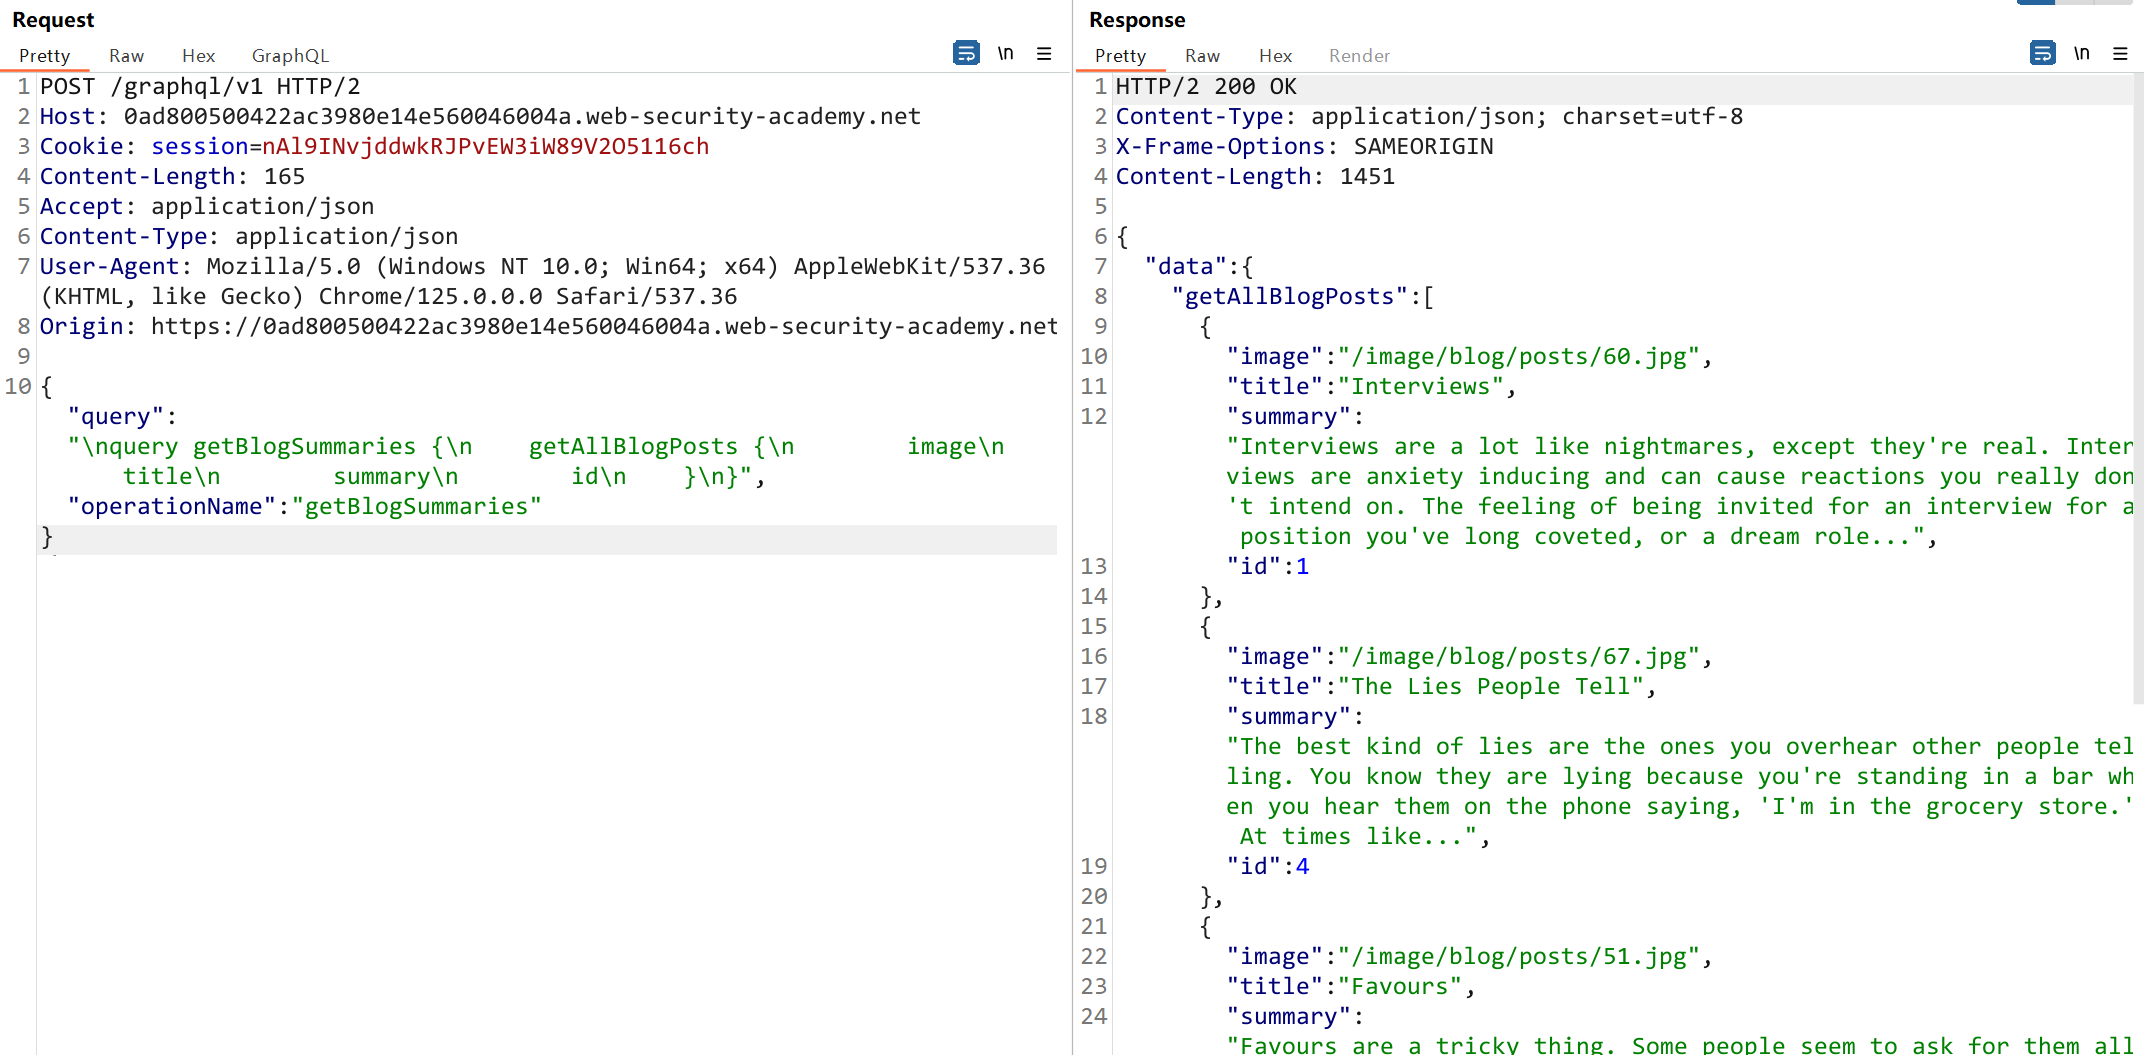 Request
Pretty Raw Hex GraphQL \n
1 POST /graphql/v1 HTTP/2
2 Host: 0ad800500422ac3980e14e560046004a.web-security-academy.net
3 Cookie: session=nAl9INvjddwkRJPvEW3iW89V2O5116ch
4 Content-Length: 165
5 Accept: application/json
6 Content-Type: application/json
7 User-Agent: Mozilla/5.0 (Windows NT 10.0; Win64; x64) AppleWebKit/537.36
(KHTML, like Gecko) Chrome/125.0.0.0 Safari/537.36
8 Origin: https://0ad800500422ac3980e14e560046004a.web-security-academy.net
9
10 {
"query":
"\nquery getBlogSummaries {\n    getAllBlogPosts {\n        image\n
title\n        summary\n        id\n    }\n}",
"operationName":"getBlogSummaries"
}
Response
Pretty Raw Hex Render \n
1 HTTP/2 200 OK
2 Content-Type: application/json; charset=utf-8
3 X-Frame-Options: SAMEORIGIN
4 Content-Length: 1451
5
6 {
7 "data":{
8 "getAllBlogPosts":[
9 {
10 "image":"/image/blog/posts/60.jpg",
11 "title":"Interviews",
12 "summary":
"Interviews are a lot like nightmares, except they're real. Inter
views are anxiety inducing and can cause reactions you really don
't intend on. The feeling of being invited for an interview for a
position you've long coveted, or a dream role...",
13 "id":1
14 },
15 {
16 "image":"/image/blog/posts/67.jpg",
17 "title":"The Lies People Tell",
18 "summary":
"The best kind of lies are the ones you overhear other people tel
ling. You know they are lying because you're standing in a bar wh
en you hear them on the phone saying, 'I'm in the grocery store.'
At times like...",
19 "id":4
20 },
21 {
22 "image":"/image/blog/posts/51.jpg",
23 "title":"Favours",
24 "summary":
"Favours are a tricky thing. Some people seem to ask for them all